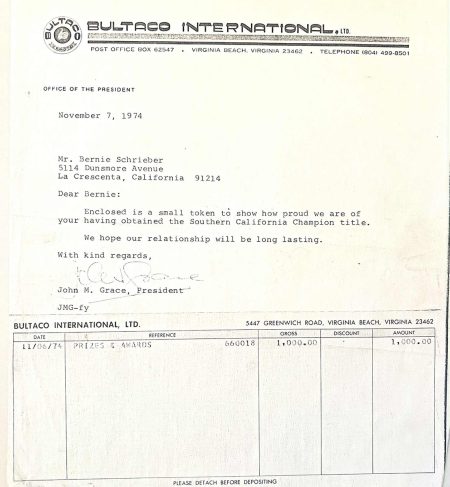 BULTACO
BULTACO INTERNATIONAL, LTD.
POST OFFICE BOX 62547 • VIRGINIA BEACH, VIRGINIA 23462 • TELEPHONE (804) 499-8501
OFFICE OF THE PRESIDENT
November 7, 1974
Mr. Bernie Schrieber
5114 Dunsmore Avenue
La Crescenta, California 91214
Dear Bernie:
Enclosed is a small token to show how proud we are of
your having obtained the Southern California Champion title.
We hope our relationship will be long lasting.
With kind regards,
John M. Grace, President
JMG-fy
BULTACO INTERNATIONAL, LTD. 5447 GREENWICH ROAD, VIRGINIA BEACH, VIRGINIA 23462
DATE REFERENCE GROSS DISCOUNT AMOUNT
11/06/74 PRIZES & AWARDS 660018 1,000.00 1,000.00
PLEASE DETACH BEFORE DEPOSITING